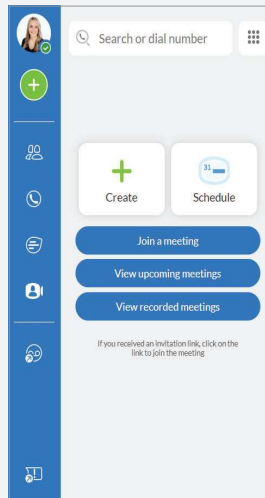 Search or dial number
31
Create
Schedule
Join a meeting
View upcoming meetings
View recorded meetings
If you received an invitation link, click on the
link to join the meeting